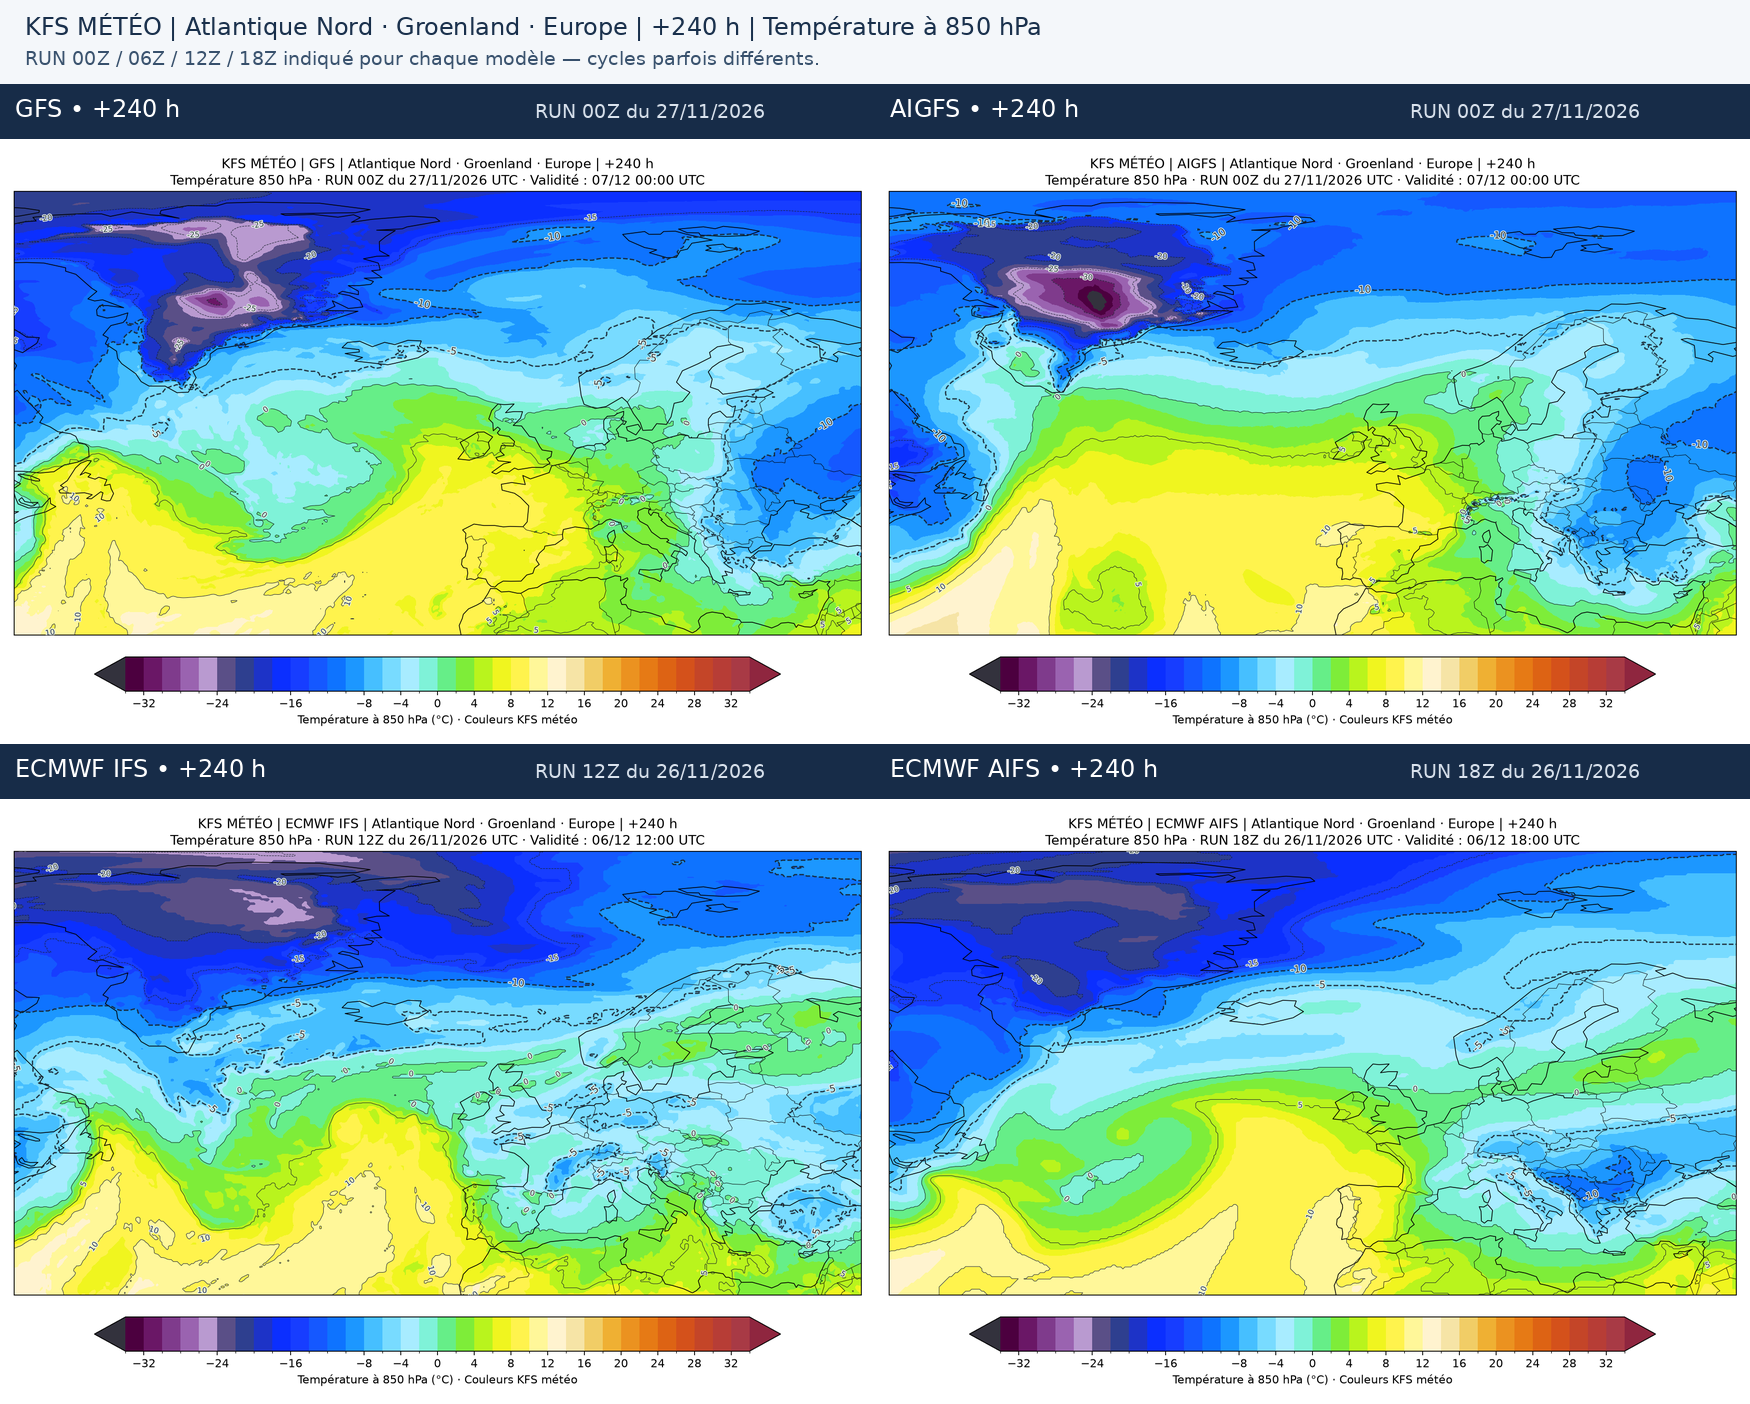 KFS MÉTÉO | Atlantique Nord · Groenland · Europe | +240 h | Température à 850 hPa
RUN 00Z / 06Z / 12Z / 18Z indiqué pour chaque modèle — cycles parfois différents.
GFS • +240 h
RUN 00Z du 27/11/2026
AIGFS • +240 h
RUN 00Z du 27/11/2026
KFS MÉTÉO | GFS | Atlantique Nord · Groenland · Europe | +240 h
Température 850 hPa · RUN 00Z du 27/11/2026 UTC · Validité : 07/12 00:00 UTC
KFS MÉTÉO | AIGFS | Atlantique Nord · Groenland · Europe | +240 h
Température 850 hPa · RUN 00Z du 27/11/2026 UTC · Validité : 07/12 00:00 UTC
−32 −24 −16 −8 −4 0 4 8 12 16 20 24 28 32
Température à 850 hPa (°C) · Couleurs KFS météo
−32 −24 −16 −8 −4 0 4 8 12 16 20 24 28 32
Température à 850 hPa (°C) · Couleurs KFS météo
ECMWF IFS • +240 h
RUN 12Z du 26/11/2026
ECMWF AIFS • +240 h
RUN 18Z du 26/11/2026
KFS MÉTÉO | ECMWF IFS | Atlantique Nord · Groenland · Europe | +240 h
Température 850 hPa · RUN 12Z du 26/11/2026 UTC · Validité : 06/12 12:00 UTC
KFS MÉTÉO | ECMWF AIFS | Atlantique Nord · Groenland · Europe | +240 h
Température 850 hPa · RUN 18Z du 26/11/2026 UTC · Validité : 06/12 18:00 UTC
−32 −24 −16 −8 −4 0 4 8 12 16 20 24 28 32
Température à 850 hPa (°C) · Couleurs KFS météo
−32 −24 −16 −8 −4 0 4 8 12 16 20 24 28 32
Température à 850 hPa (°C) · Couleurs KFS météo